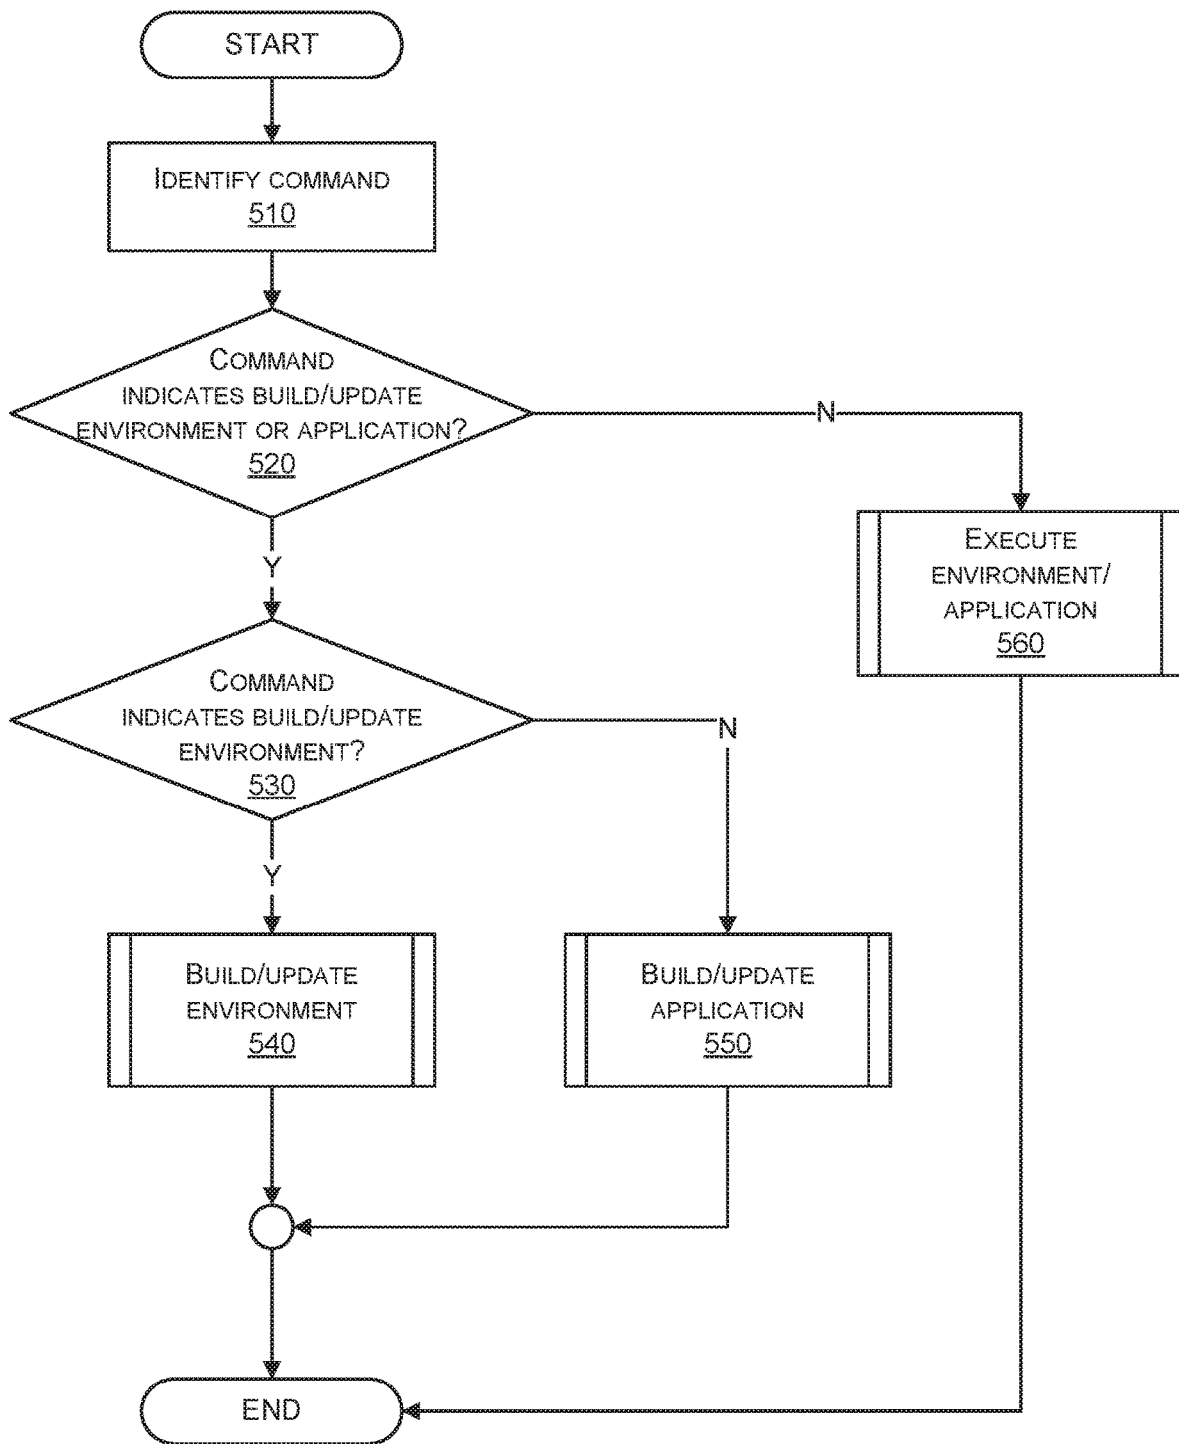 START
IDENTIFY COMMAND
510
COMMAND
INDICATES BUILD/UPDATE
ENVIRONMENT OR APPLICATION?
520
N
Y
EXECUTE
ENVIRONMENT/
APPLICATION
560
COMMAND
INDICATES BUILD/UPDATE
ENVIRONMENT?
530
N
Y
BUILD/UPDATE
ENVIRONMENT
540
BUILD/UPDATE
APPLICATION
550
END